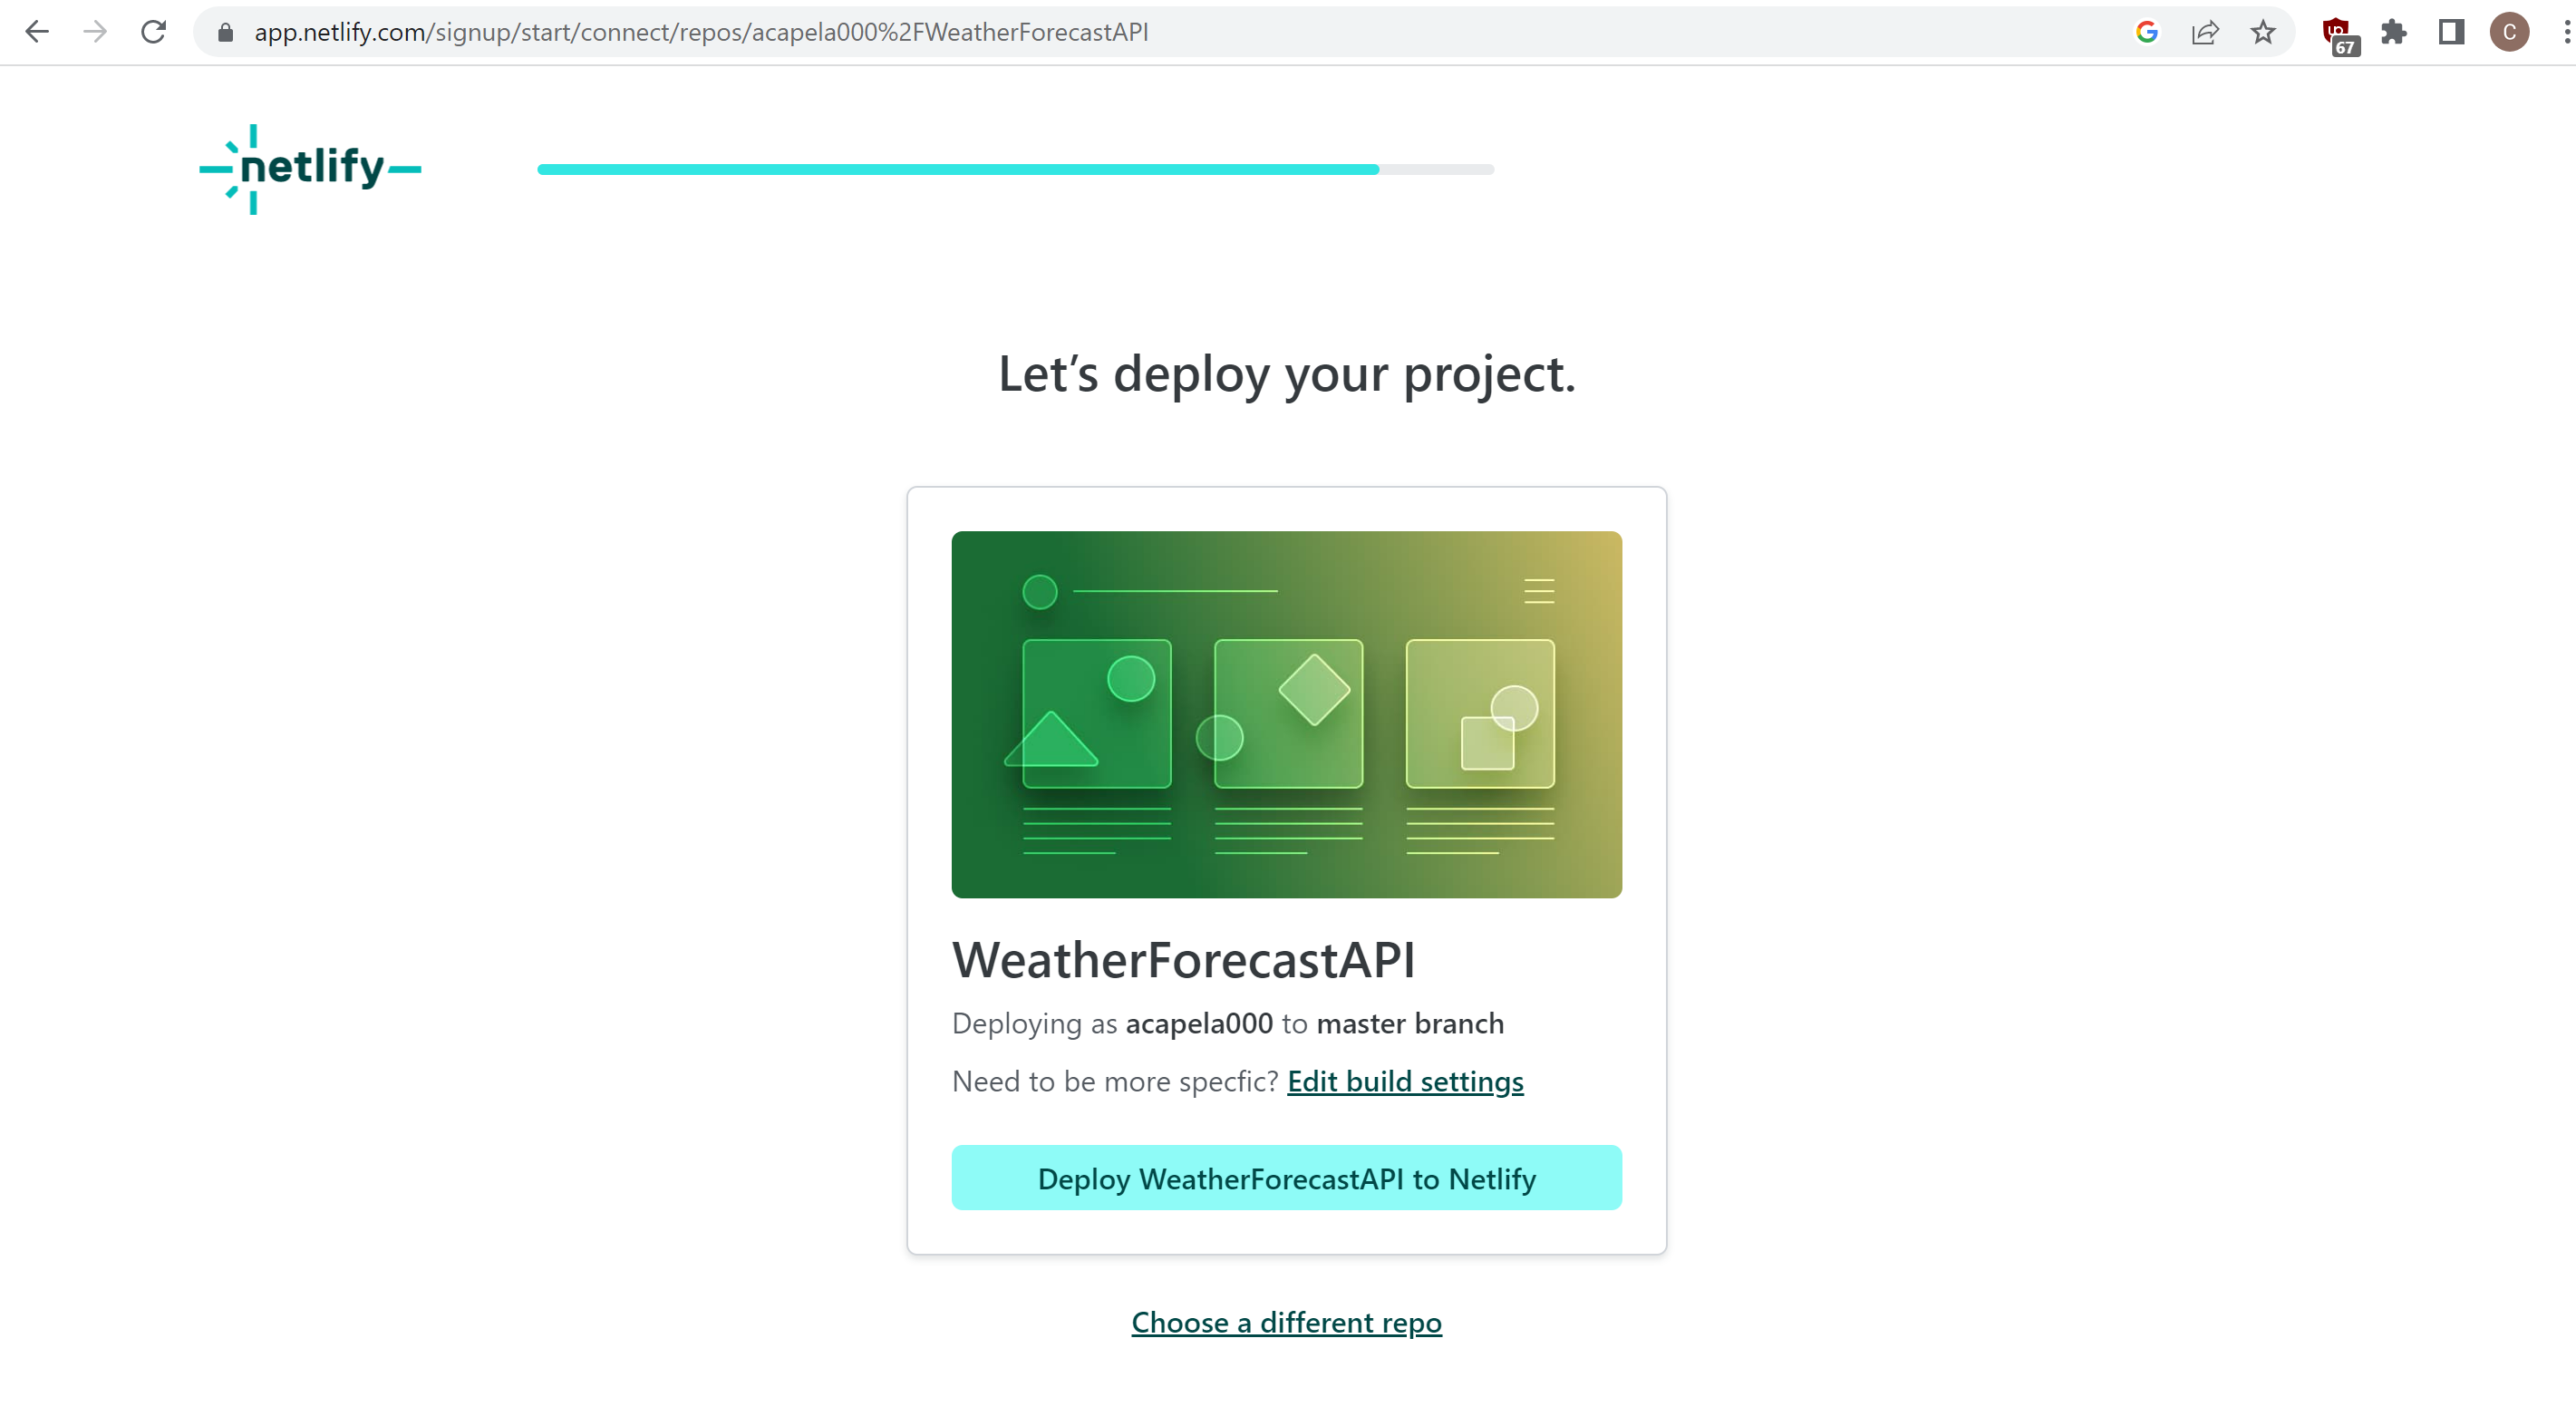 app.netlify.com/signup/start/connect/repos/acapela000%2FWeatherForecastAPI
67
C
netlify
Let’s deploy your project.
WeatherForecastAPI
Deploying as acapela000 to master branch
Need to be more specfic? Edit build settings
Deploy WeatherForecastAPI to Netlify
Choose a different repo